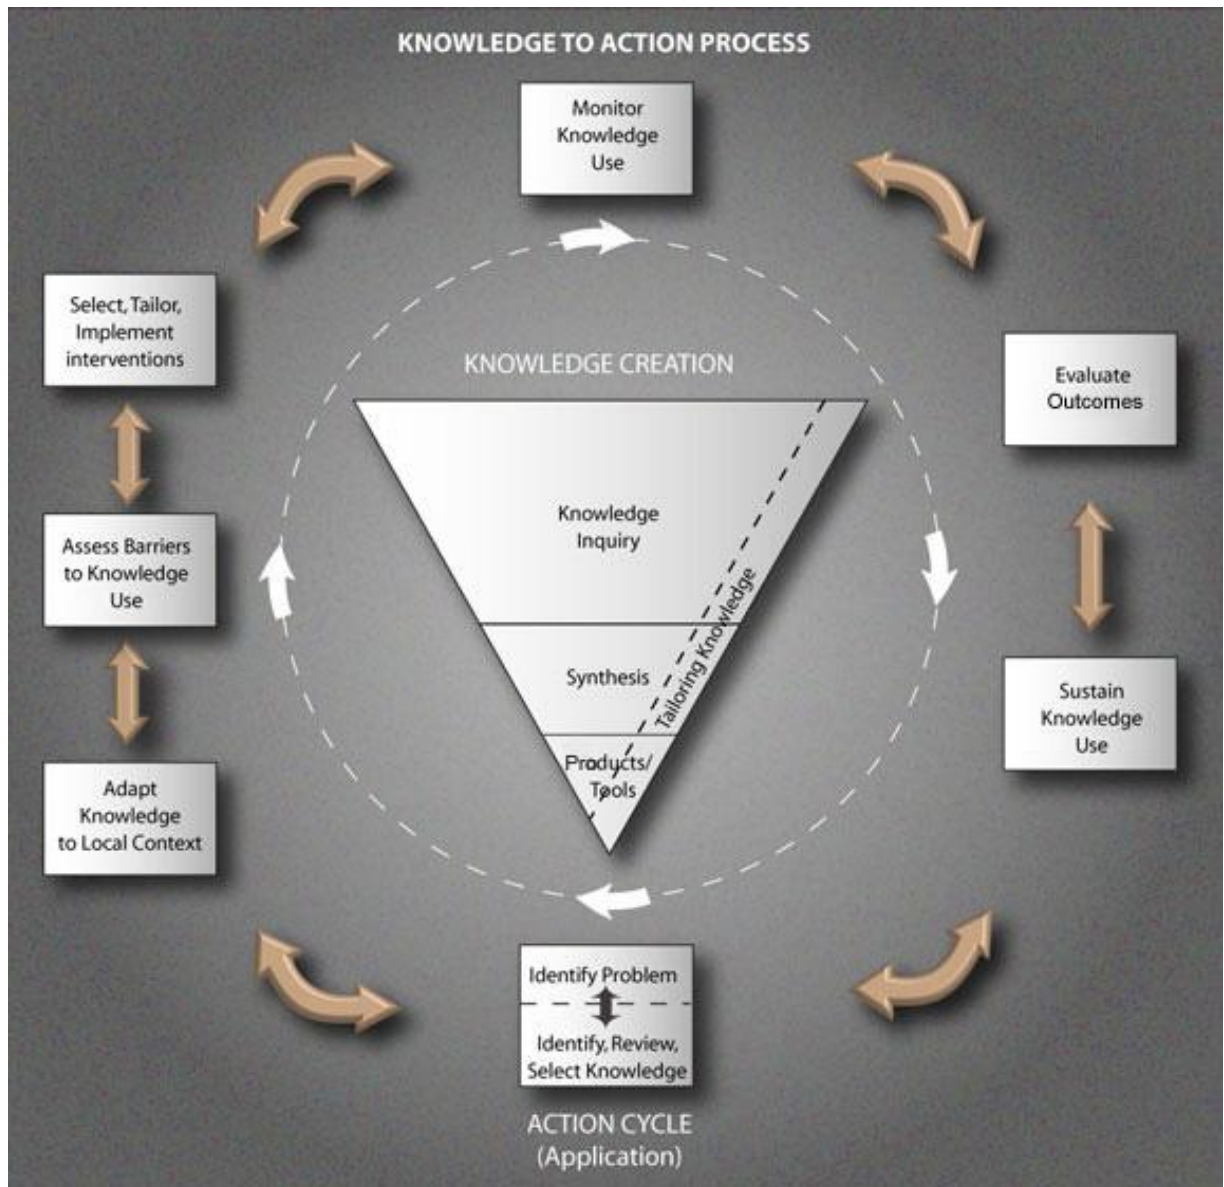 KNOWLEDGE TO ACTION PROCESS
Monitor
Knowledge
Use
Select, Tailor,
Implement
interventions
KNOWLEDGE CREATION
Evaluate
Outcomes
Knowledge
Inquiry
Assess Barriers
to Knowledge
Use
Tailoring Knowledge
Synthesis
Sustain
Knowledge
Use
Products/
Tools
Adapt
Knowledge
to Local Context
Identify Problem
Identify, Review,
Select Knowledge
ACTION CYCLE
(Application)